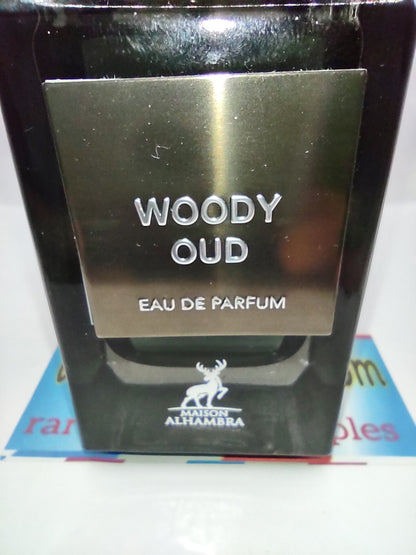 WOODY
OUD
EAU DE PARFUM
MAISON
ALHAMBRA